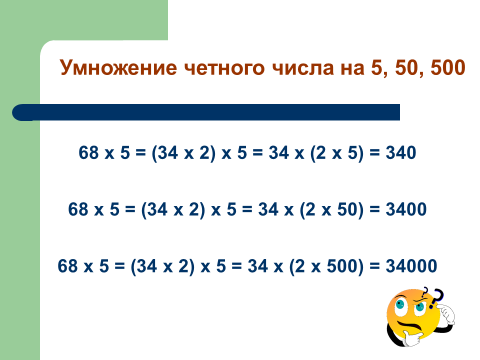 Умножение четного числа на 5, 50, 500
68 х 5 = (34 х 2) х 5 = 34 х (2 х 5) = 340
68 х 5 = (34 х 2) х 5 = 34 х (2 х 50) = 3400
68 х 5 = (34 х 2) х 5 = 34 х (2 х 500) = 34000